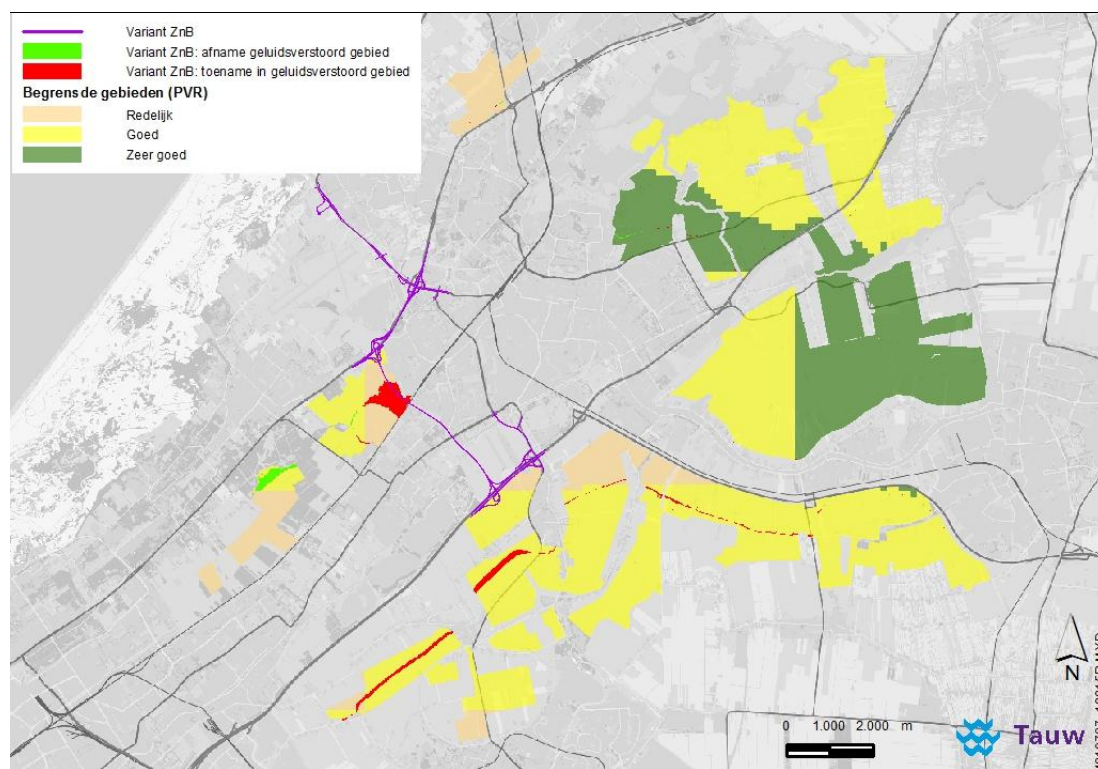 Variant ZnB
Variant ZnB: afname geluidsverstoord gebied
Variant ZnB: toename in geluidsverstoord gebied
Begrensde gebieden (PVR)
Redelijk
Goed
Zeer goed
N
0 1.000 2.000 m
Tauw